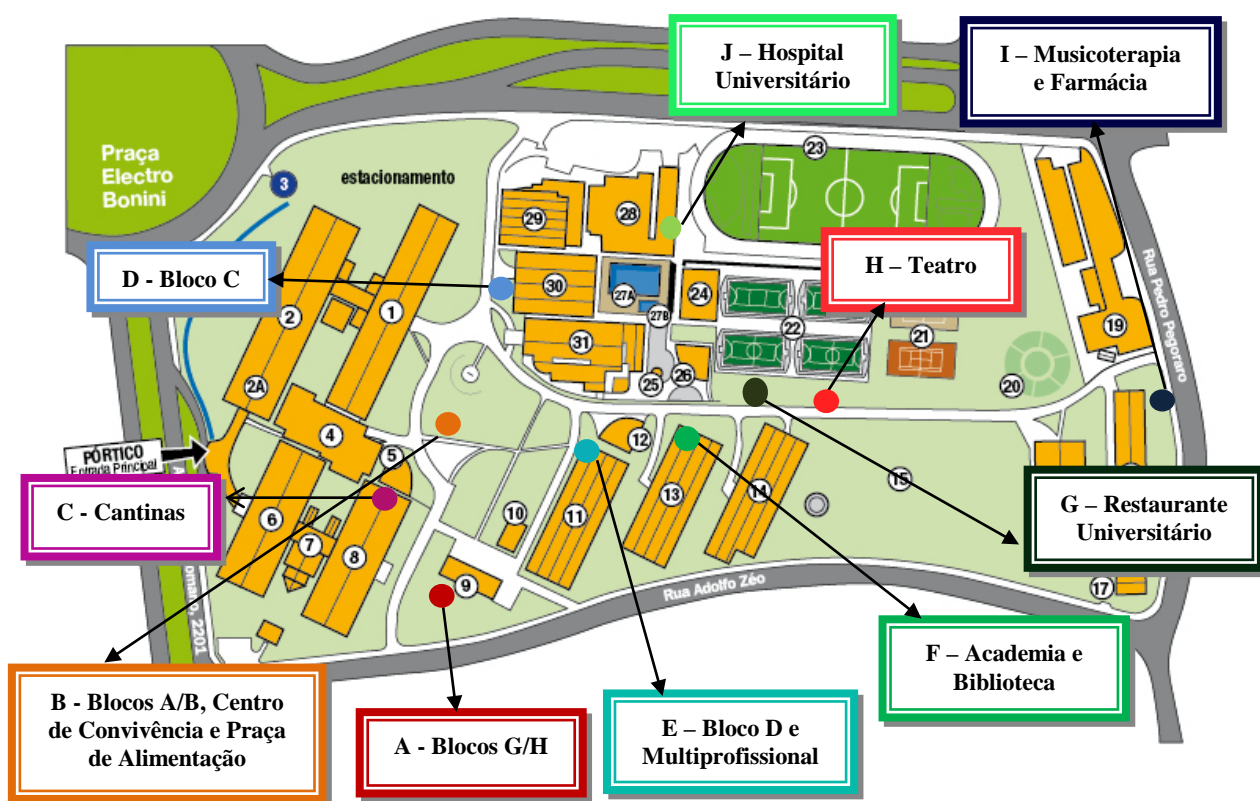 J – Hospital
Universitário
I – Musicoterapia
e Farmácia
Praça
Electro
Bonini
3
estacionamento
23
29
28
D - Bloco C
H – Teatro
Rua Pedro Pegoraro
30
27A
24
27B
22
19
2
1
31
21
25
26
20
2A
4
12
PÓRTICO
Entrada Principal
5
C - Cantinas
6
7
8
10
11
13
14
15
G – Restaurante
Universitário
9
Rua Adolfo Zéo
17
2201
F – Academia e
Biblioteca
B - Blocos A/B, Centro
de Convivência e Praça
de Alimentação
A - Blocos G/H
E – Bloco D e
Multiprofissional